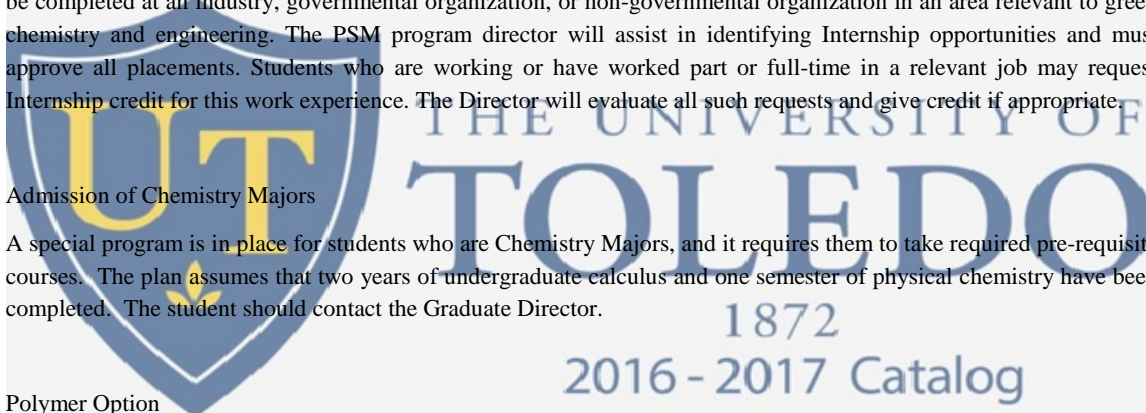 be completed at an industry, governmental organization, or non-governmental organization in an area relevant to gree
chemistry and engineering. The PSM program director will assist in identifying Internship opportunities and mus
approve all placements. Students who are working or have worked part or full-time in a relevant job may reques
Internship credit for this work experience. The Director will evaluate all such requests and give credit if appropriate.
THE UNIVERSITY OF
TOLEDO
UT
1872
2016 - 2017 Catalog
Admission of Chemistry Majors
A special program is in place for students who are Chemistry Majors, and it requires them to take required pre-requisit
courses. The plan assumes that two years of undergraduate calculus and one semester of physical chemistry have bee
completed. The student should contact the Graduate Director.
Polymer Option